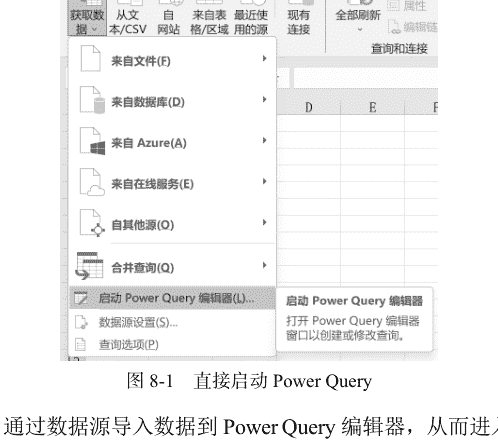 获取数 从文 自 来自表 最近使 现有 全部刷新 属性
据 本/CSV 网站 格/区域 用的源 连接 编辑链
查询和连接
来自文件(F)
来自数据库(D)
D E F
来自 Azure(A)
来自在线服务(E)
自其他源(O)
合并查询(Q)
启动 Power Query 编辑器(L)...
启动 Power Query 编辑器
数据源设置(S)...
打开 Power Query 编辑器
窗口以创建或修改查询。
查询选项(P)
图 8-1 直接启动 Power Query
通过数据源导入数据到 Power Query 编辑器，从而进入